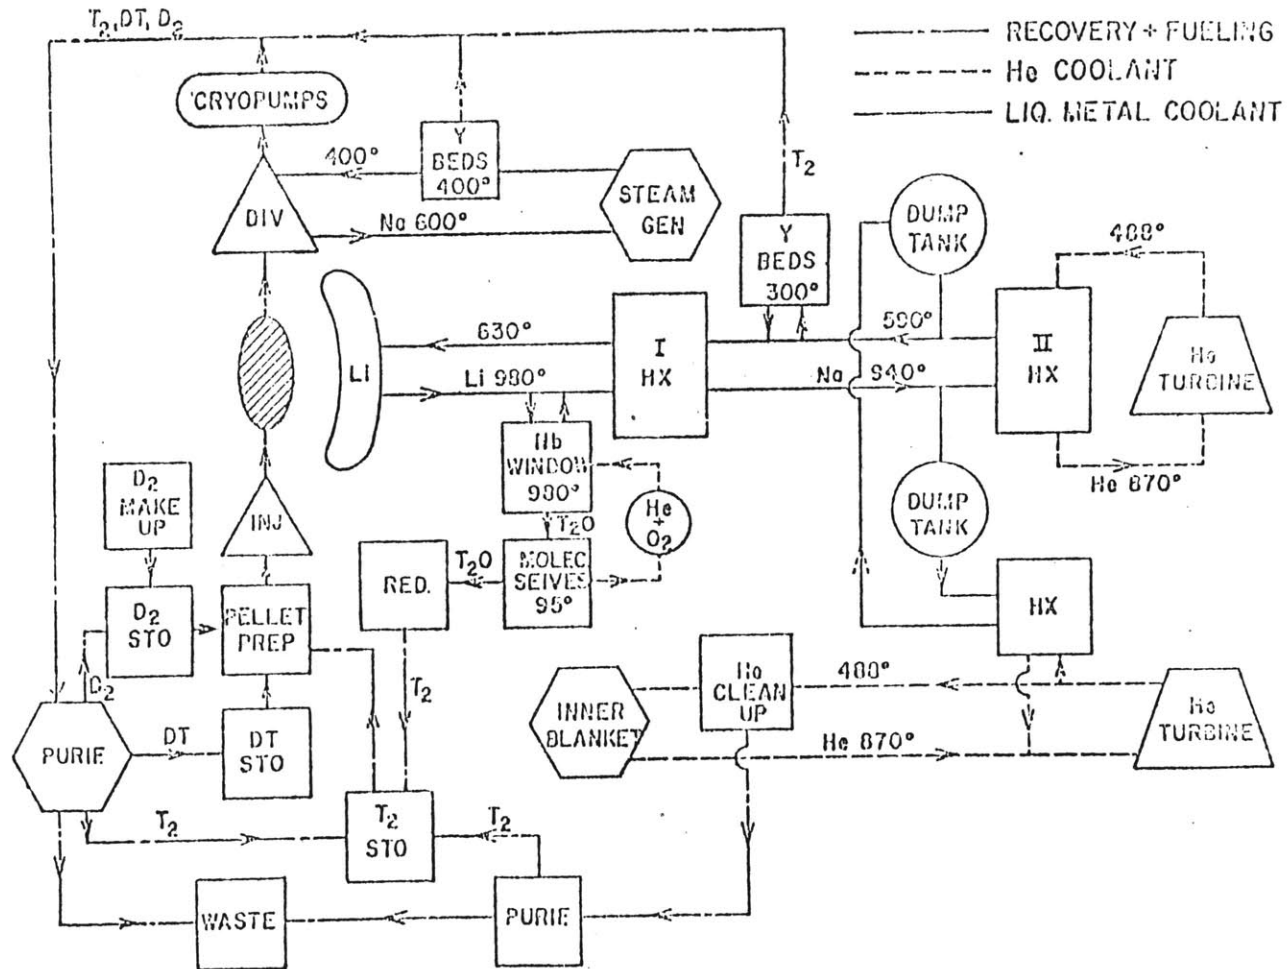 T2, DT, D2
RECOVERY + FUELING
He COOLANT
LIQ. METAL COOLANT
CRYOPUMPS
Y
BEDS
400°
400°
T2
STEAM
GEN
DIV
Na 600°
DUMP
TANK
Y
BEDS
300°
488°
630°
I
HX
590°
II
HX
He
TURBINE
LI
Li 980°
Na 940°
Nb
WINDOW
980°
He 870°
D2
MAKE
UP
INJ
He
+
O2
DUMP
TANK
T2O
T2O
RED.
MOLEC
SEIVES
95°
HX
D2
STO
PELLET
PREP
D2
T2
He
CLEAN
UP
488°
INNER
BLANKET
He
TURBINE
PURIF
DT
DT
STO
He 870°
T2
T2
STO
T2
WASTE
PURIF